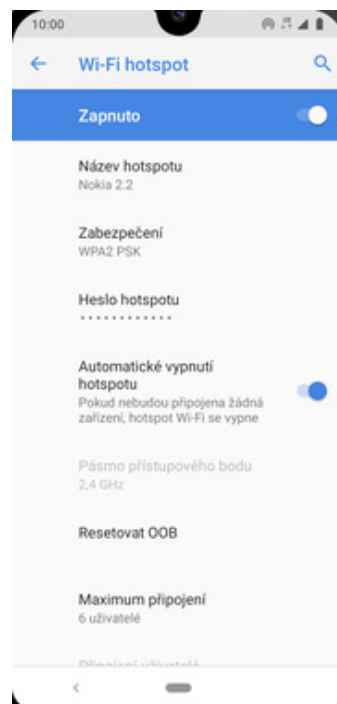 10:00
Wi-Fi hotspot
Zapnuto
Název hotspotu
Nokia 2.2
Zabezpečení
WPA2 PSK
Heslo hotspotu
············
Automatické vypnutí
hotspotu
Pokud nebudou připojena žádná
zařízení, hotspot Wi-Fi se vypne
Pásmo přístupového bodu
2,4 GHz
Resetovat OOB
Maximum připojení
6 uživatelé
Připojení uživatelé